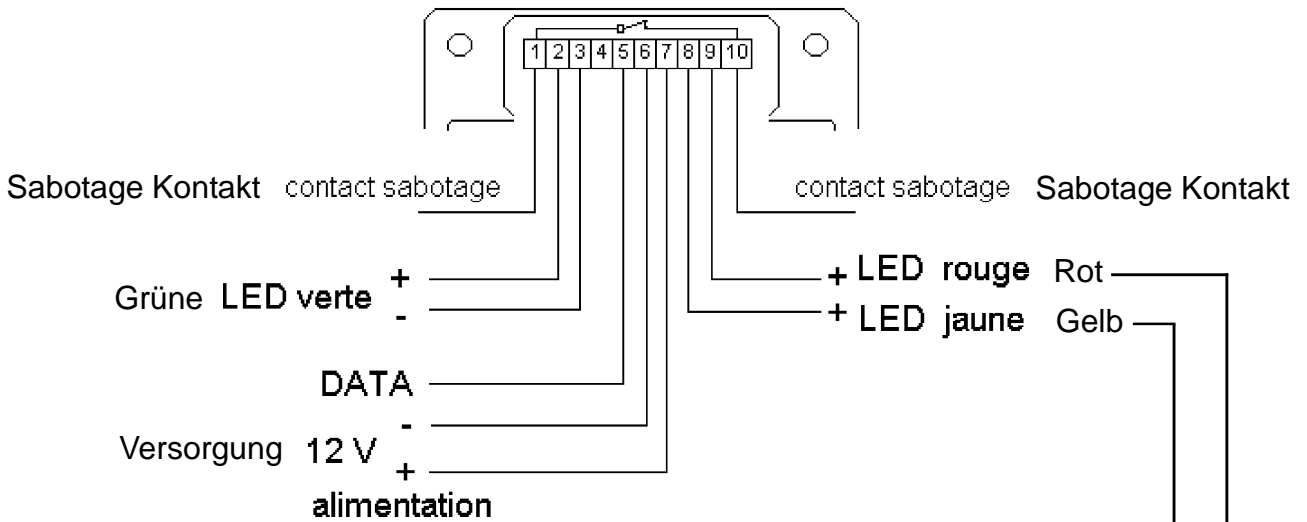 1 2 3 4 5 6 7 8 9 10
Sabotage Kontakt contact sabotage
contact sabotage Sabotage Kontakt
Grüne LED verte + -
+ LED rouge Rot
+ LED jaune Gelb
DATA
Versorgung 12 V - +
alimentation